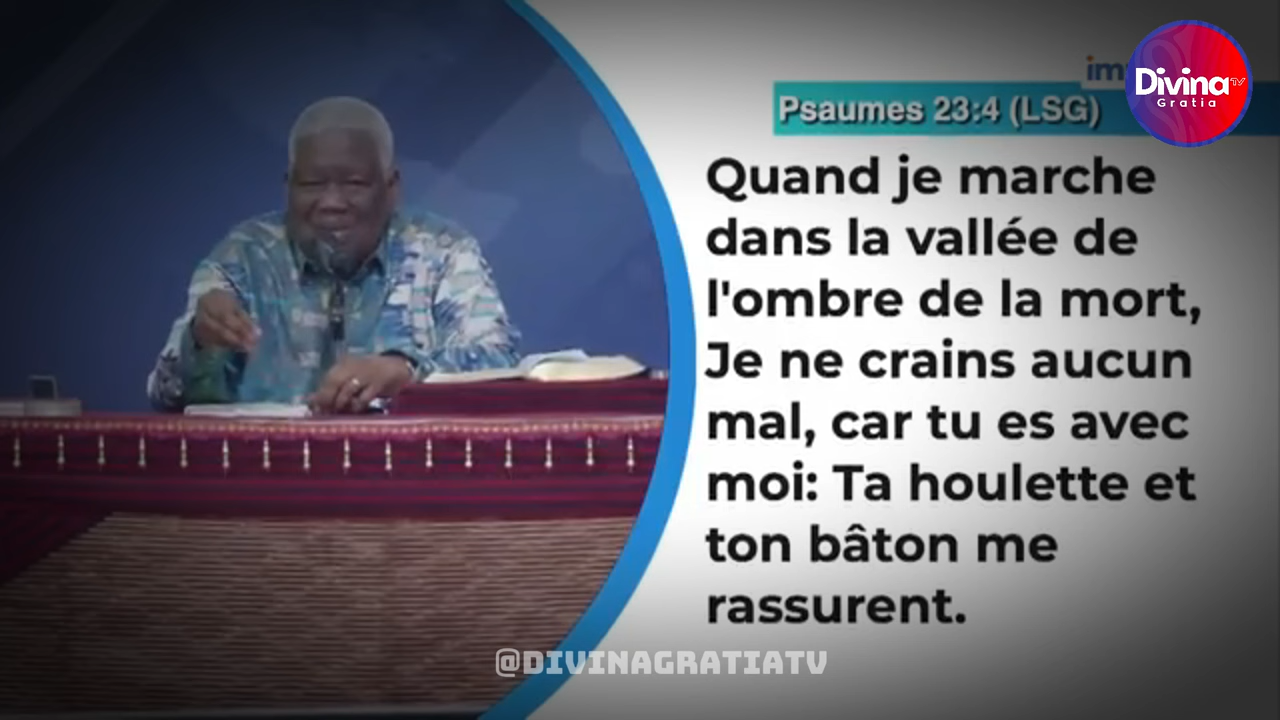 Divina TV
Gratia
Psaumes 23:4 (LSG)
Quand je marche
dans la vallée de
l'ombre de la mort,
Je ne crains aucun
mal, car tu es avec
moi: Ta houlette et
ton bâton me
rassurent.
@DIVINAGRATIATV